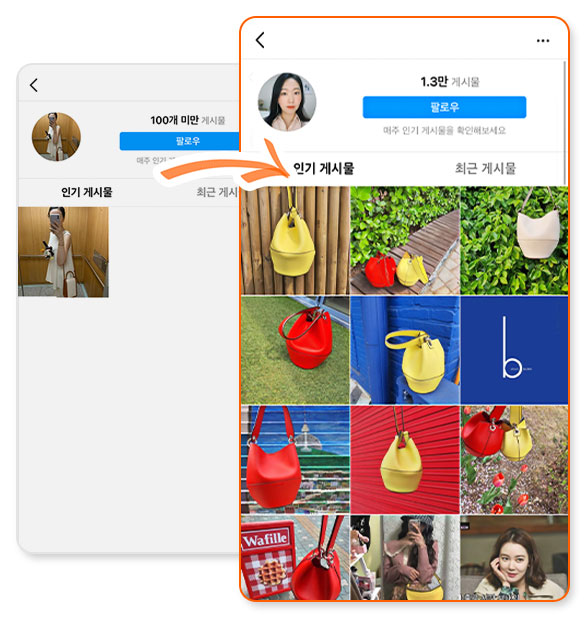 100개 미만 게시물
팔로우
매주 인기 게
인기 게시물
최근 게시
1.3만 게시물
팔로우
매주 인기 게시물을 확인해보세요
인기 게시물
최근 게시물
b
Wafille